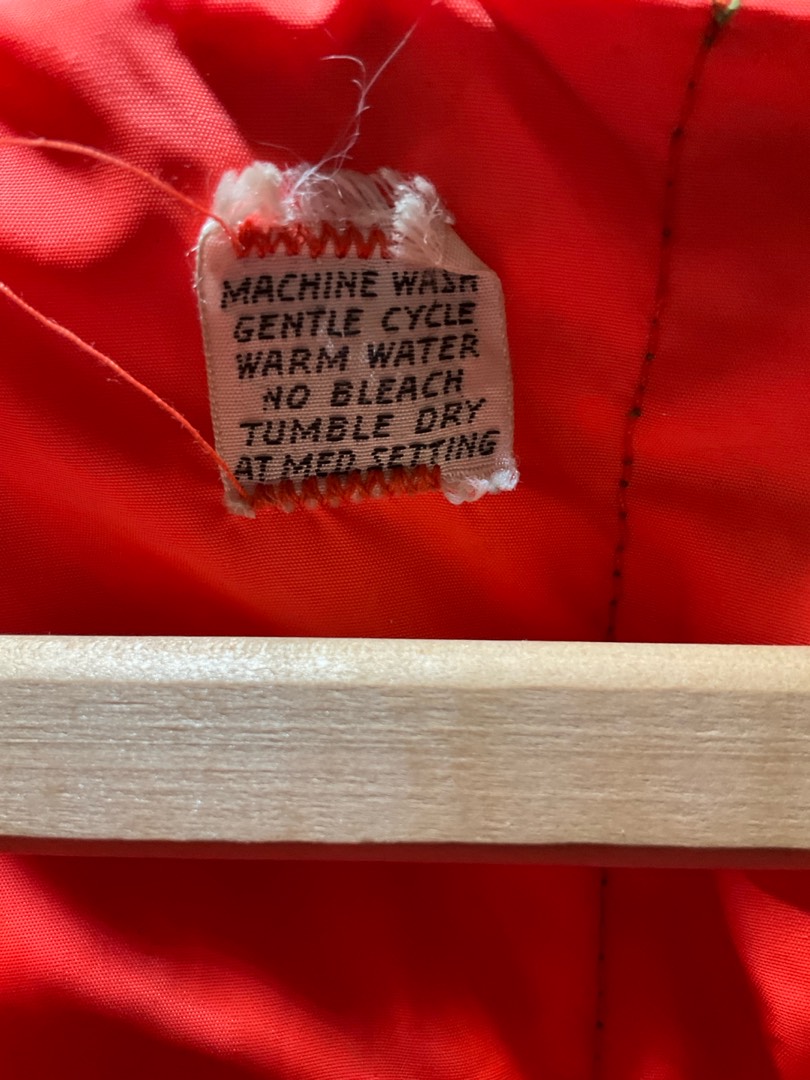 MACHINE WASH
GENTLE CYCLE
WARM WATER
NO BLEACH
TUMBLE DRY
AT MED. SETTING